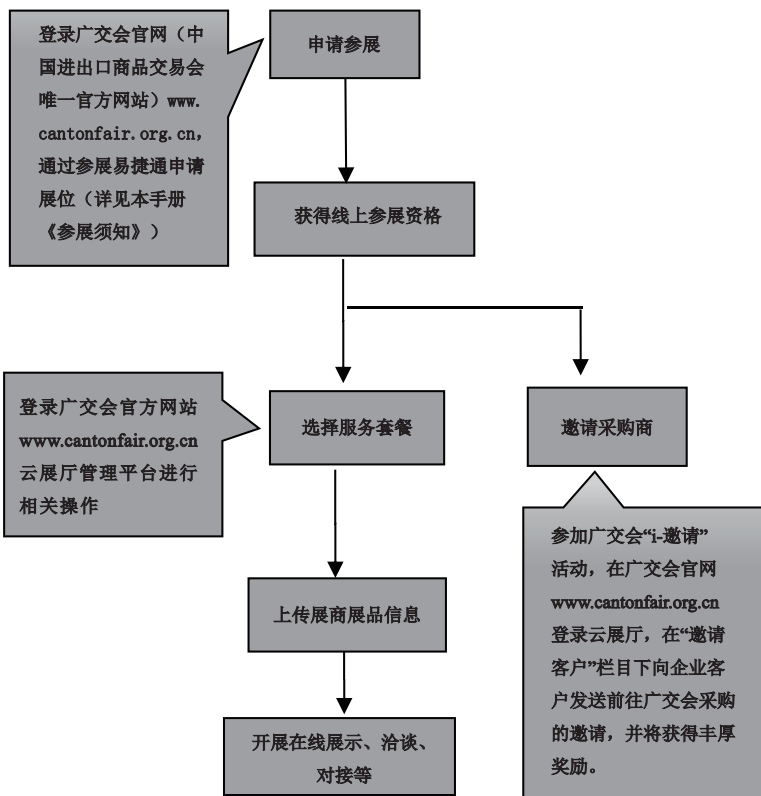 登录广交会官网（中
国进出口商品交易会
唯一官方网站）www.
cantonfair.org.cn,
通过参展易捷通申请
展位（详见本手册
《参展须知》）
申请参展
获得线上参展资格
登录广交会官方网站
www.cantonfair.org.cn
云展厅管理平台进行
相关操作
选择服务套餐
邀请采购商
参加广交会“i-邀请”
活动，在广交会官网
www.cantonfair.org.cn
登录云展厅，在“邀请
客户”栏目下向企业客
户发送前往广交会采购
的邀请，并将获得丰厚
奖励。
上传展商展品信息
开展在线展示、洽谈、
对接等